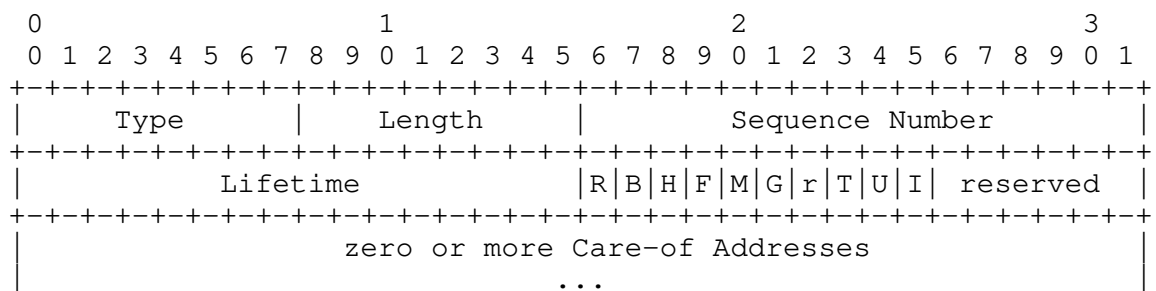 0                   1                   2                   3
 0 1 2 3 4 5 6 7 8 9 0 1 2 3 4 5 6 7 8 9 0 1 2 3 4 5 6 7 8 9 0 1
+-+-+-+-+-+-+-+-+-+-+-+-+-+-+-+-+-+-+-+-+-+-+-+-+-+-+-+-+-+-+-+-+
|     Type      |    Length     |        Sequence Number        |
+-+-+-+-+-+-+-+-+-+-+-+-+-+-+-+-+-+-+-+-+-+-+-+-+-+-+-+-+-+-+-+-+
|           Lifetime            |R|B|H|F|M|G|r|T|U|I| reserved  |
+-+-+-+-+-+-+-+-+-+-+-+-+-+-+-+-+-+-+-+-+-+-+-+-+-+-+-+-+-+-+-+-+
|                  zero or more Care-of Addresses               |
|                              ...                              |